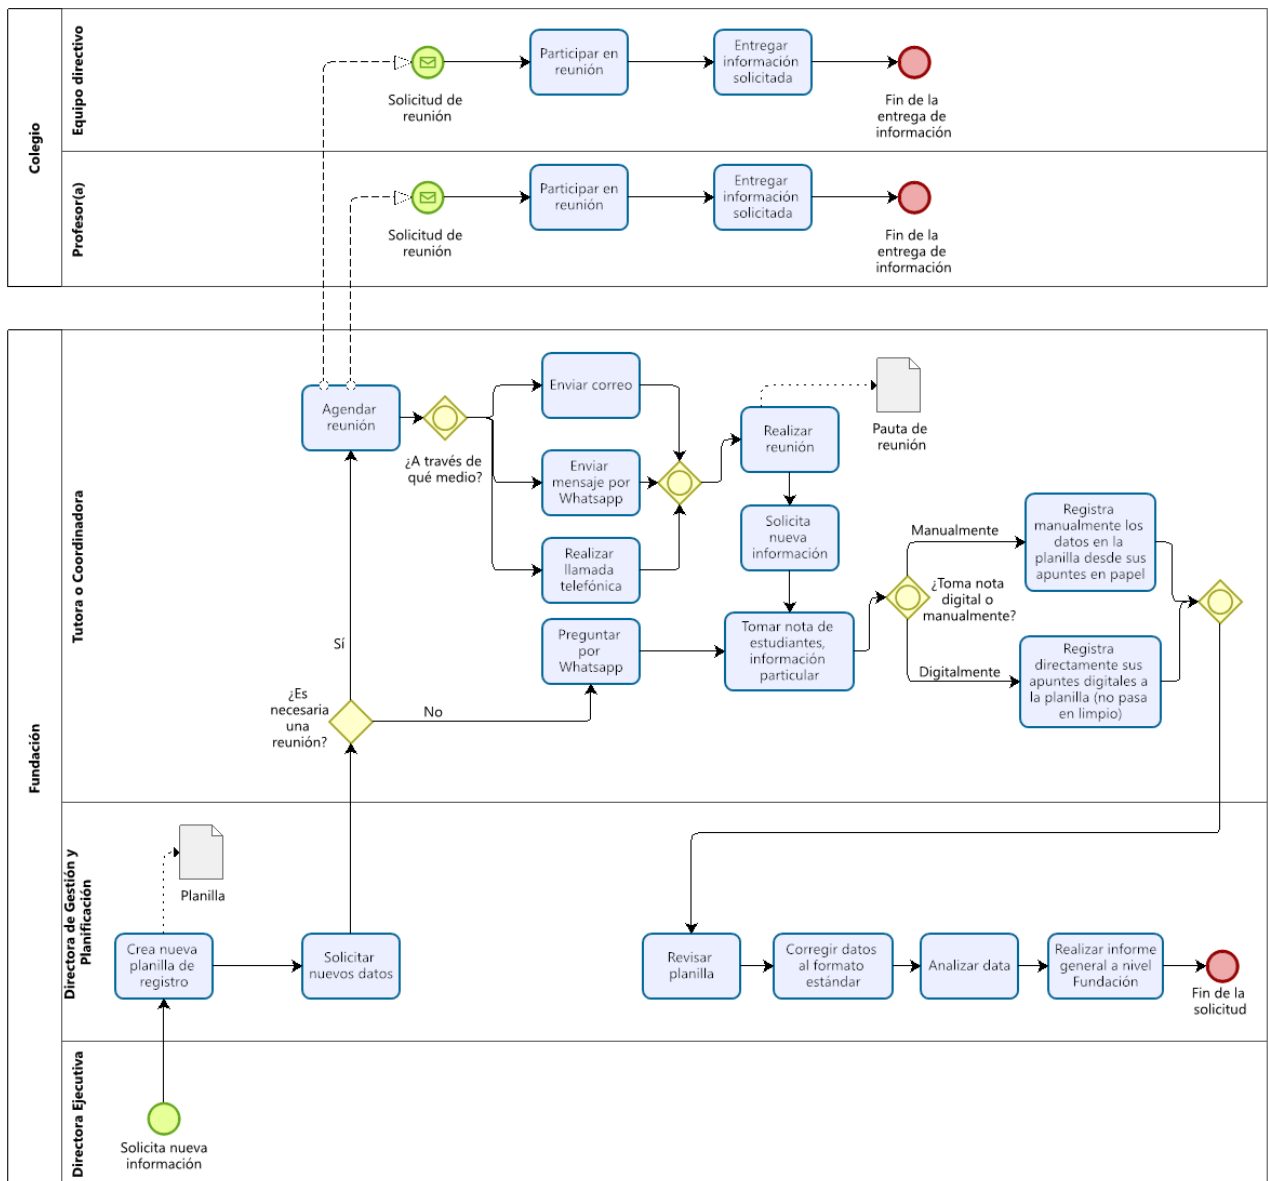 Colegio
Equipo directivo
Solicitud de
reunión
Participar en
reunión
Entregar
información
solicitada
Fin de la
entrega de
información
Profesor(a)
Solicitud de
reunión
Participar en
reunión
Entregar
información
solicitada
Fin de la
entrega de
información
Fundación
Tutora o Coordinadora
Agendar
reunión
¿A través de
qué medio?
Enviar correo
Enviar
mensaje por
Whatsapp
Realizar
llamada
telefónica
Realizar
reunión
Pauta de
reunión
Solicita
nueva
información
Preguntar
por
Whatsapp
Tomar nota de
estudiantes,
información
particular
Manualmente
¿Toma nota
digital o
manualmente?
Digitalmente
Registra
manualmente los
datos en la
planilla desde sus
apuntes en papel
Registra
directamente sus
apuntes digitales a
la planilla (no pasa
en limpio)
Sí
¿Es
necesaria
una
reunión?
No
Directora de Gestión y
Planificación
Planilla
Crea nueva
planilla de
registro
Solicitar
nuevos datos
Revisar
planilla
Corregir datos
al formato
estándar
Analizar data
Realizar informe
general a nivel
Fundación
Fin de la
solicitud
Directora Ejecutiva
Solicita nueva
información